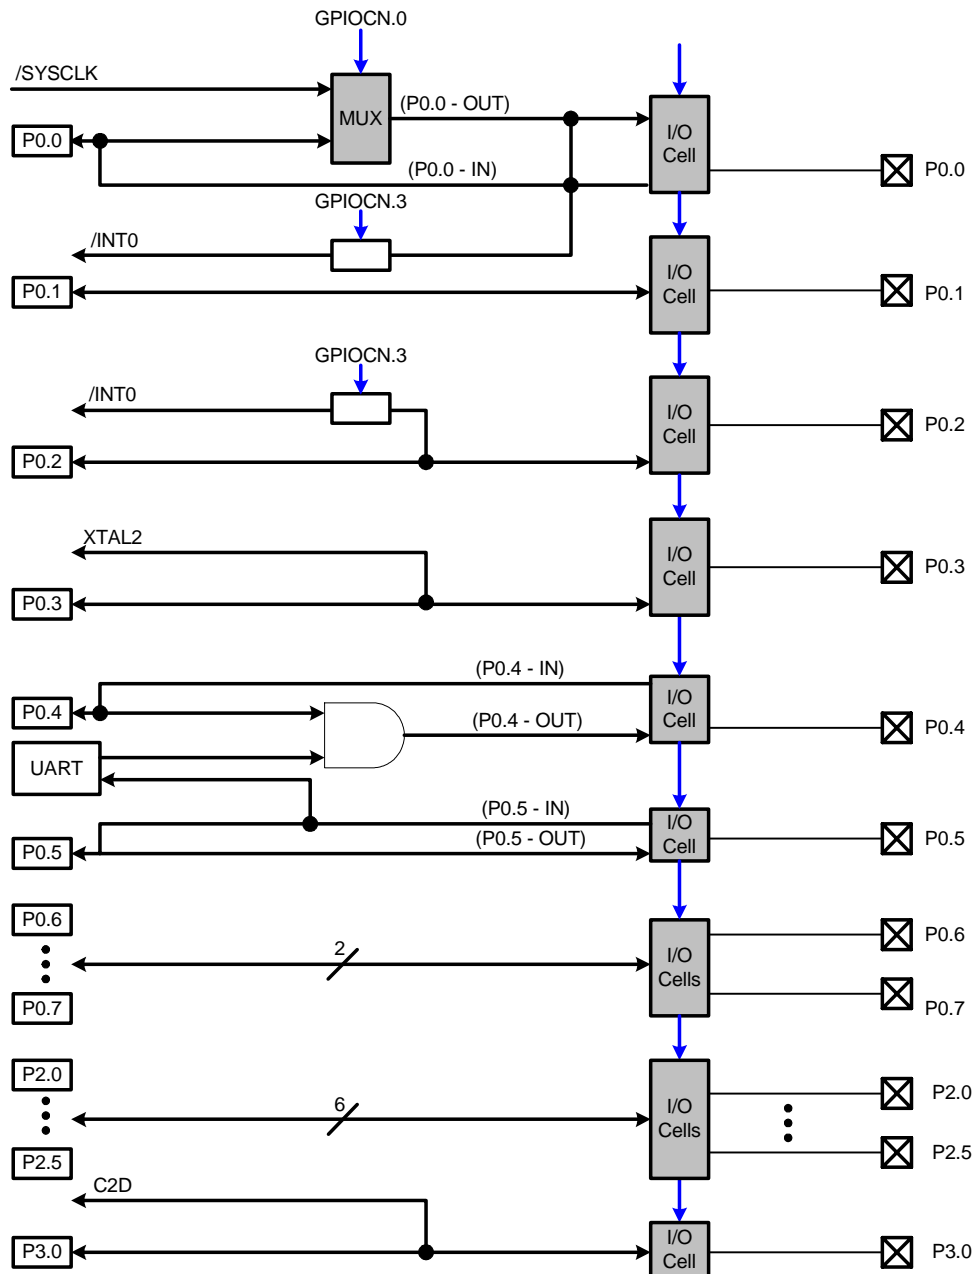 GPIOCN.0
/SYSCLK
MUX
(P0.0 - OUT)
I/O
Cell
P0.0
(P0.0 - IN)
P0.0
GPIOCN.3
/INT0
P0.1
I/O
Cell
P0.1
GPIOCN.3
/INT0
I/O
Cell
P0.2
P0.2
XTAL2
I/O
Cell
P0.3
P0.3
(P0.4 - IN)
P0.4
(P0.4 - OUT)
I/O
Cell
P0.4
UART
(P0.5 - IN)
I/O
Cell
P0.5
(P0.5 - OUT)
P0.5
P0.6
2
I/O
Cells
P0.6
P0.7
P0.7
P2.0
6
I/O
Cells
P2.0
P2.5
P2.5
C2D
P3.0
I/O
Cell
P3.0